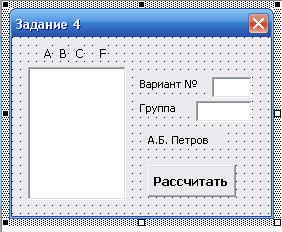 Задание 4
A B C F
Вариант №
Группа
А.Б. Петров
Рассчитать